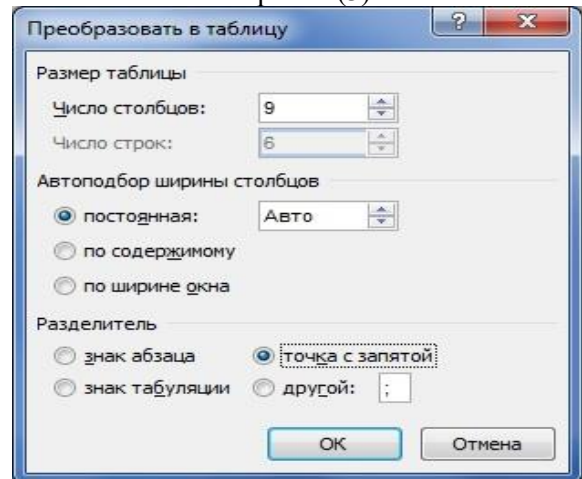 Преобразовать в таблицу ?
Размер таблицы
Число столбцов: 9
Число строк: 6
Автоподбор ширины столбцов
постоянная: Авто
по содержимому
по ширине окна
Разделитель
знак абзаца точка с запятой
знак табуляции другой: ;
ОК Отмена